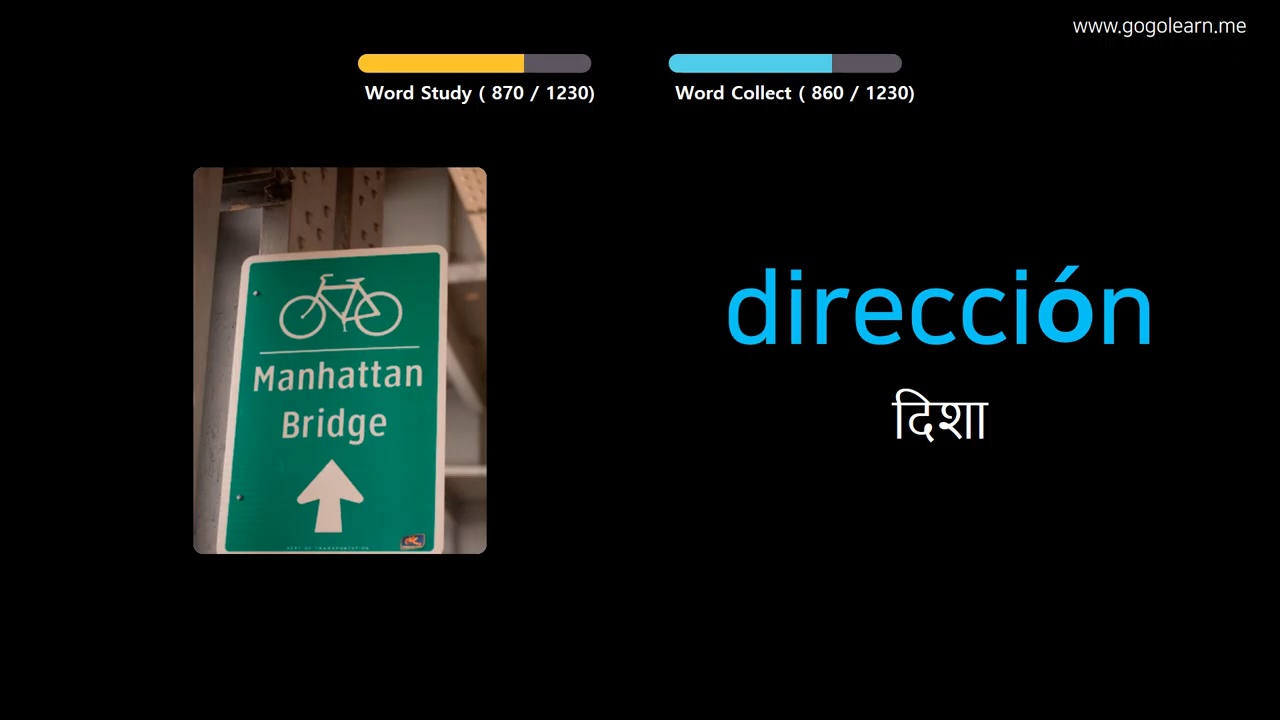 www.gogolearn.me
Word Study ( 870 / 1230)
Word Collect ( 860 / 1230)
Manhattan
Bridge
dirección
दिशा